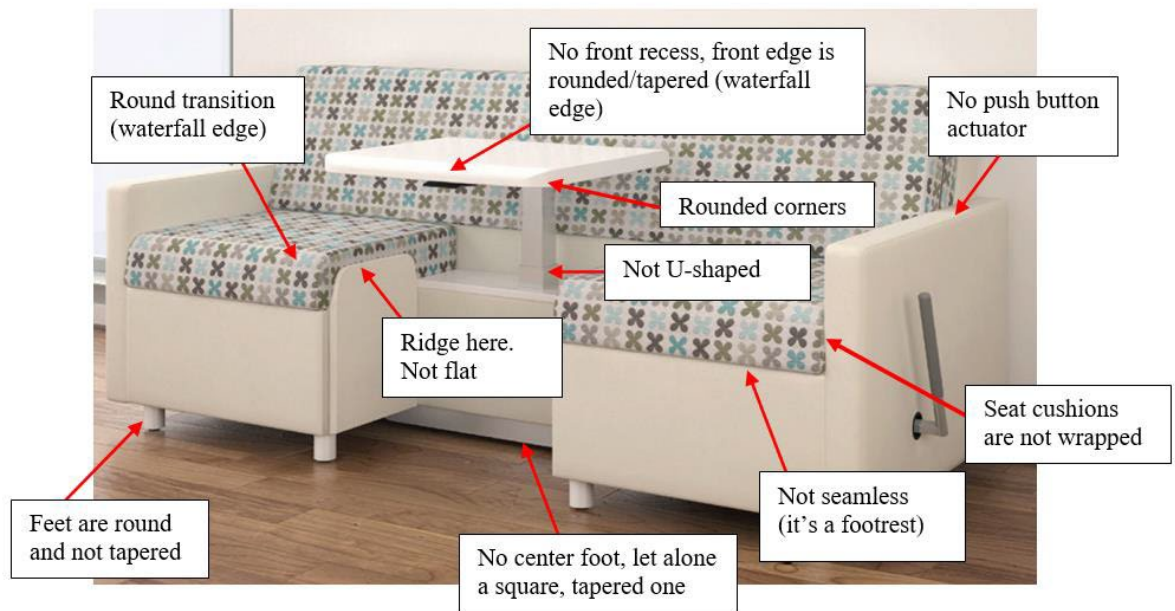 No front recess, front edge is
rounded/tapered (waterfall
edge)
Round transition
(waterfall edge)
No push button
actuator
Rounded corners
Not U-shaped
Ridge here.
Not flat
Seat cushions
are not wrapped
Not seamless
(it's a footrest)
Feet are round
and not tapered
No center foot, let alone
a square, tapered one